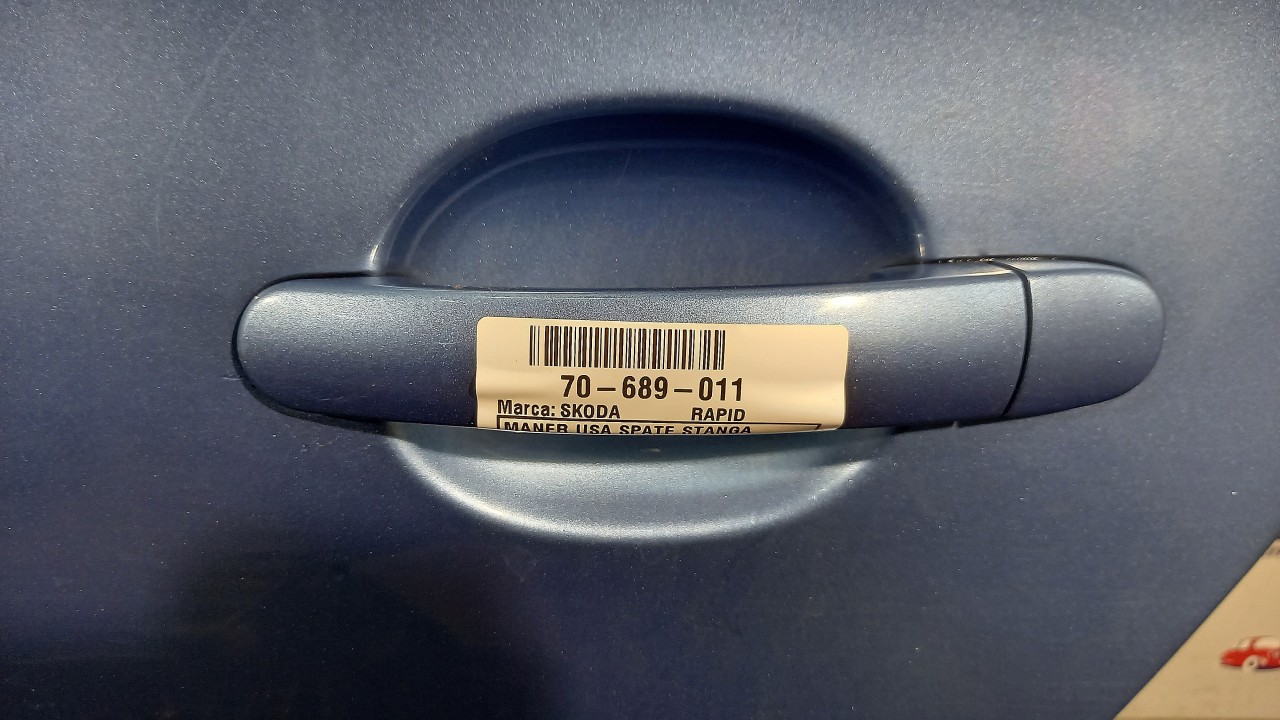 70-689-011
Marca: SKODA RAPID
MANER USA SPATE STANGA